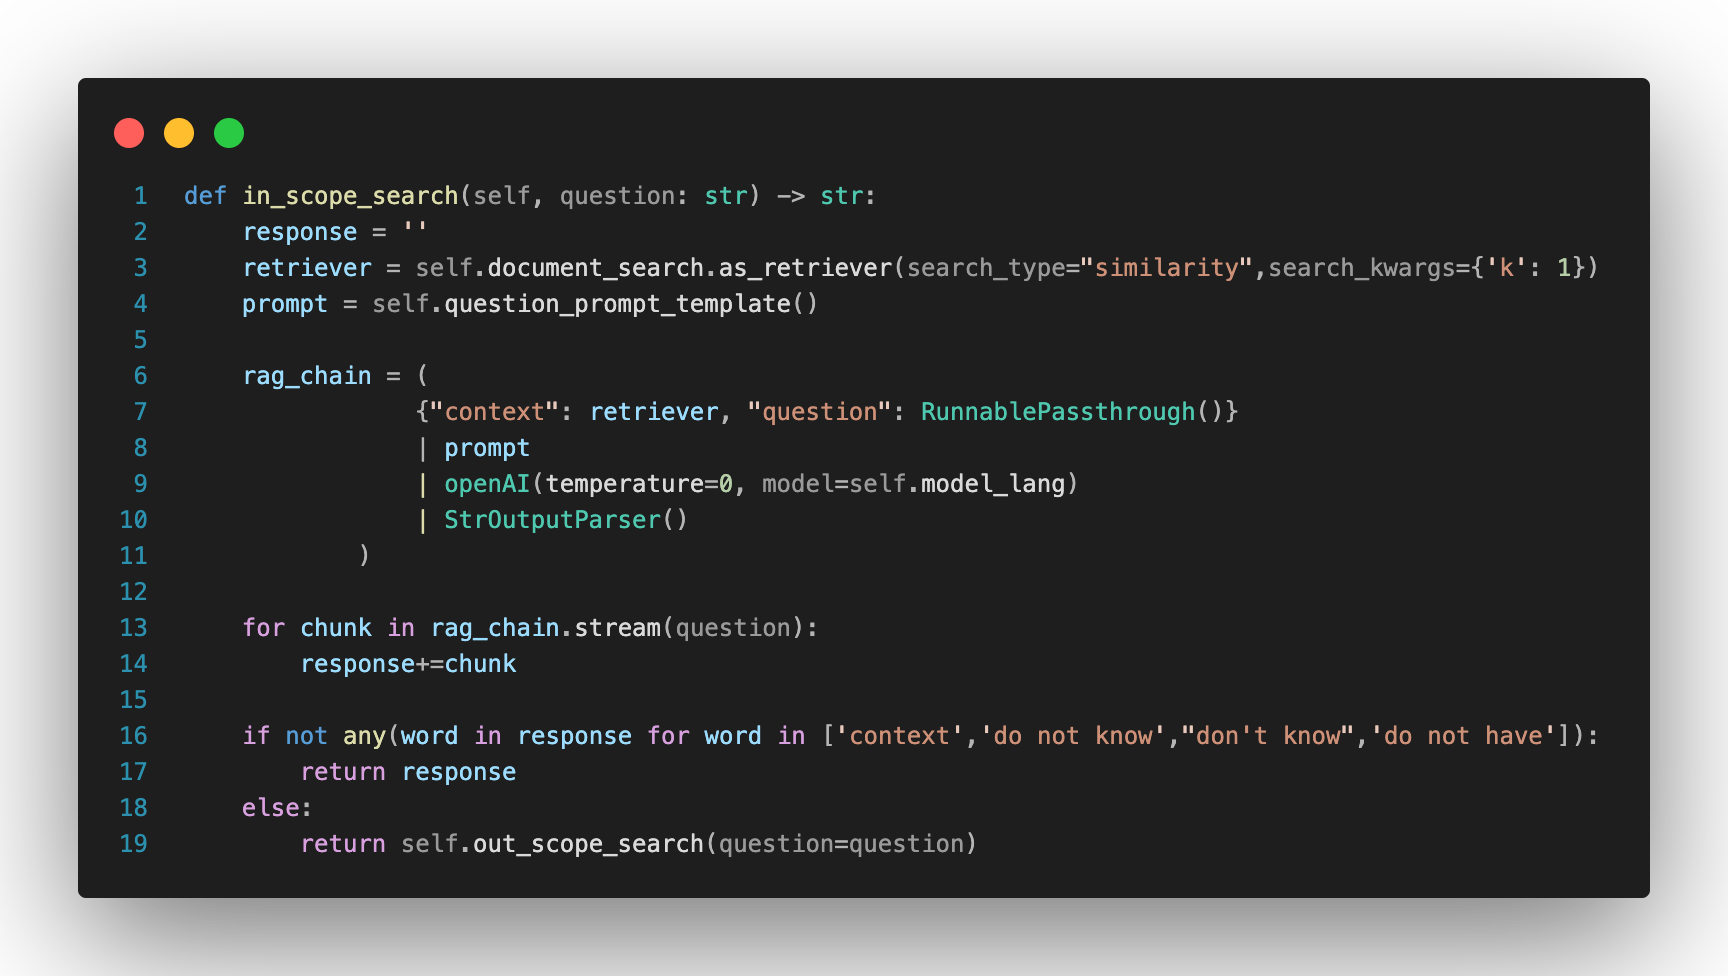 1 def in_scope_search(self, question: str) -> str:
2     response = ''
3     retriever = self.document_search.as_retriever(search_type="similarity",search_kwargs={'k': 1})
4     prompt = self.question_prompt_template()
5
6     rag_chain = (
7                 {"context": retriever, "question": RunnablePassthrough()}
8                 | prompt
9                 | openAI(temperature=0, model=self.model_lang)
10                 | StrOutputParser()
11             )
12
13     for chunk in rag_chain.stream(question):
14         response+=chunk
15
16     if not any(word in response for word in ['context','do not know',"don't know",'do not have']):
17         return response
18     else:
19         return self.out_scope_search(question=question)